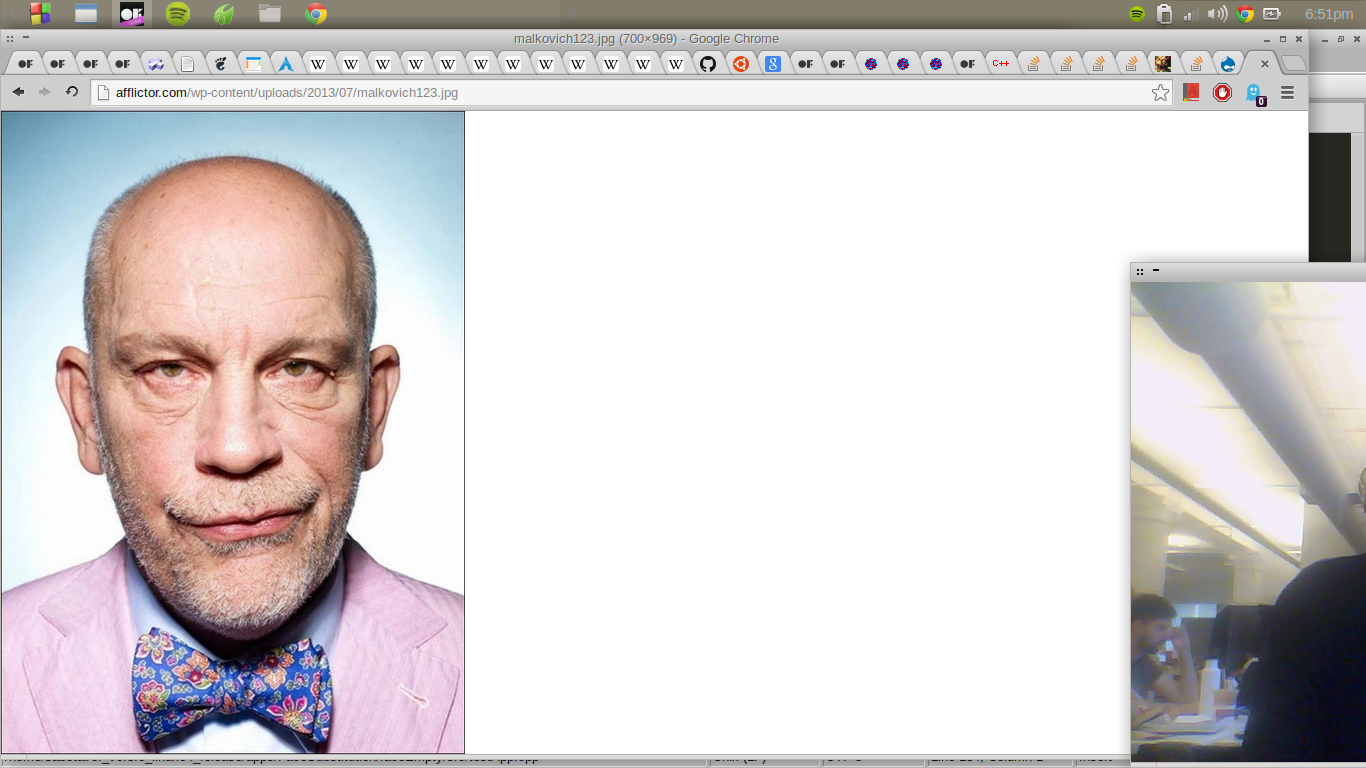 6:51pm
malkovich123.jpg (700×969) - Google Chrome
OF OF OF OF W W W W W W W W W W W W g OF OF OF C++
afflictor.com/wp-content/uploads/2013/07/malkovich123.jpg
0